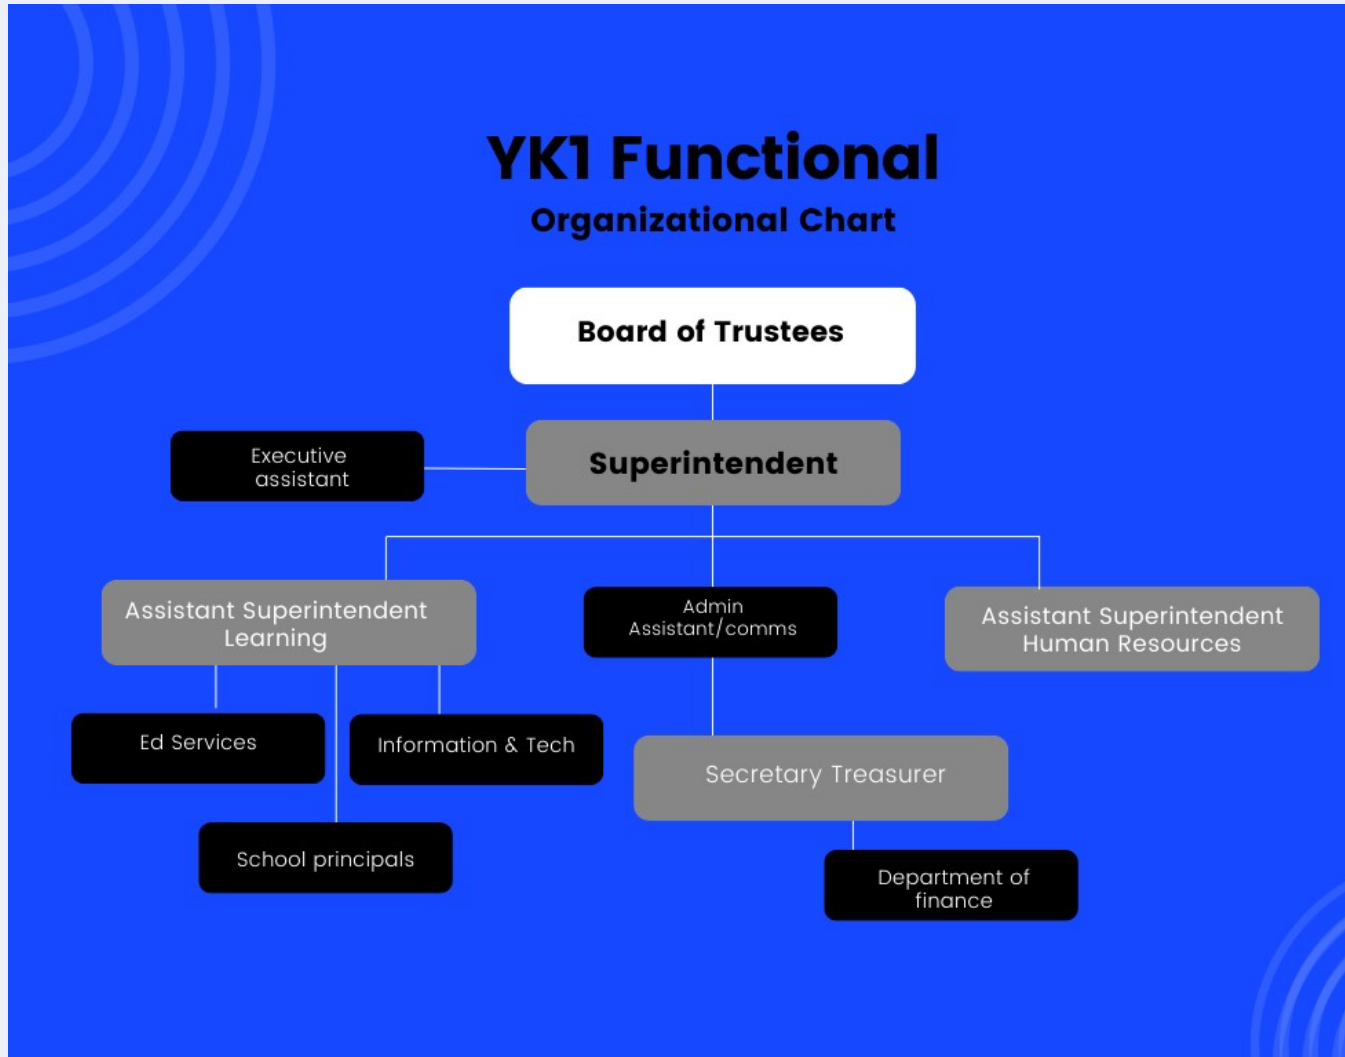 YK1 Functional
Organizational Chart
Board of Trustees
Executive
assistant
Superintendent
Assistant Superintendent
Learning
Admin
Assistant/comms
Assistant Superintendent
Human Resources
Ed Services
Information & Tech
Secretary Treasurer
School principals
Department of
finance